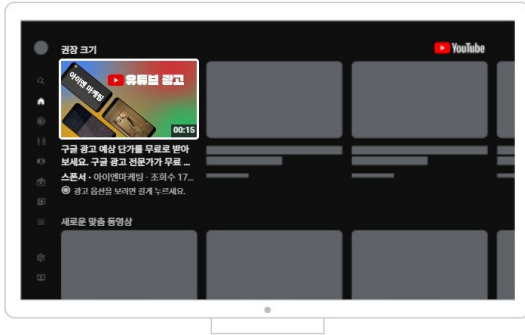 권장 크기
YouTube
아이엔 마케팅
유튜브 광고
00:15
구글 광고 예상 단가를 무료로 받아
보세요. 구글 광고 전문가가 무료 ...
스폰서 · 아이엔마케팅 · 조회수 17...
광고 옵션을 보려면 길게 누르세요.
새로운 맞춤 동영상